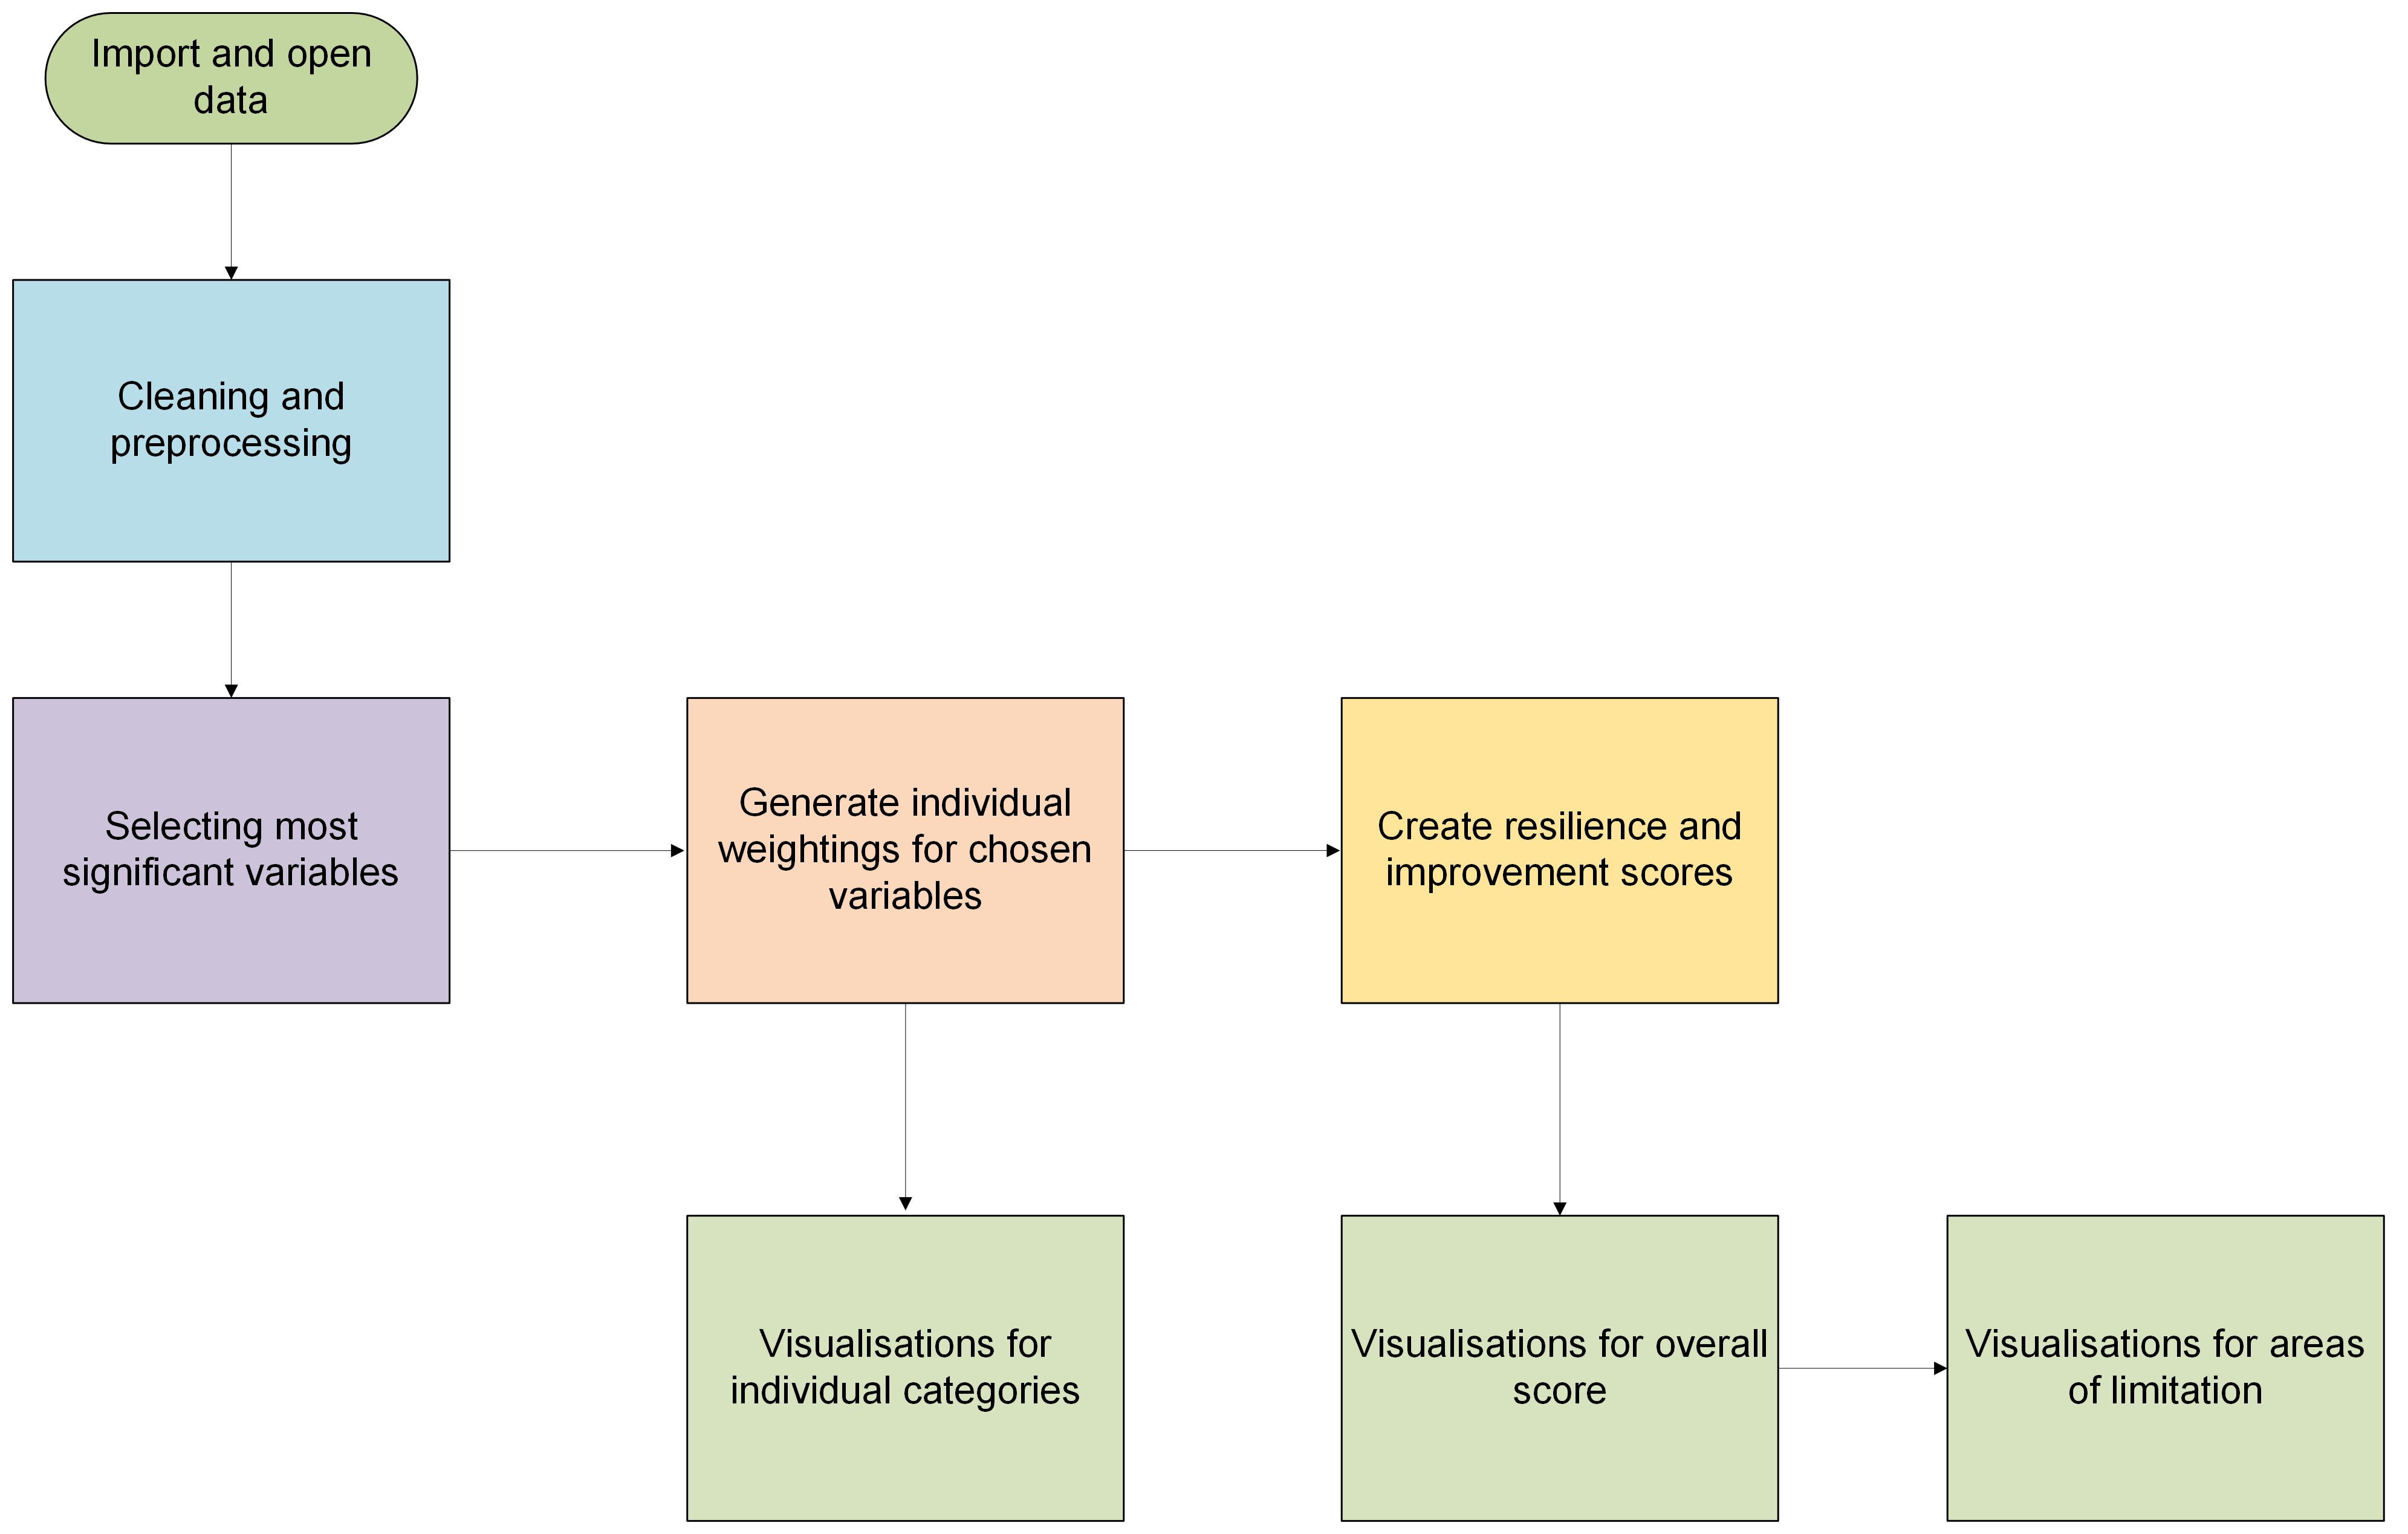 Import and open
data
Cleaning and
preprocessing
Selecting most
significant variables
Generate individual
weightings for chosen
variables
Create resilience and
improvement scores
Visualisations for
individual categories
Visualisations for overall
score
Visualisations for areas
of limitation